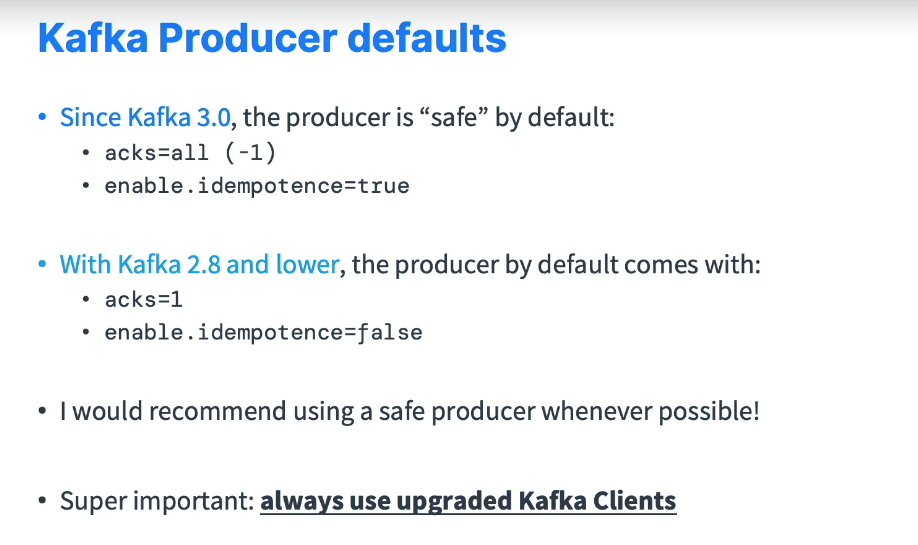 Kafka Producer defaults
• Since Kafka 3.0, the producer is “safe” by default:
• acks=all (-1)
• enable.idempotence=true
• With Kafka 2.8 and lower, the producer by default comes with:
• acks=1
• enable.idempotence=false
• I would recommend using a safe producer whenever possible!
• Super important: always use upgraded Kafka Clients